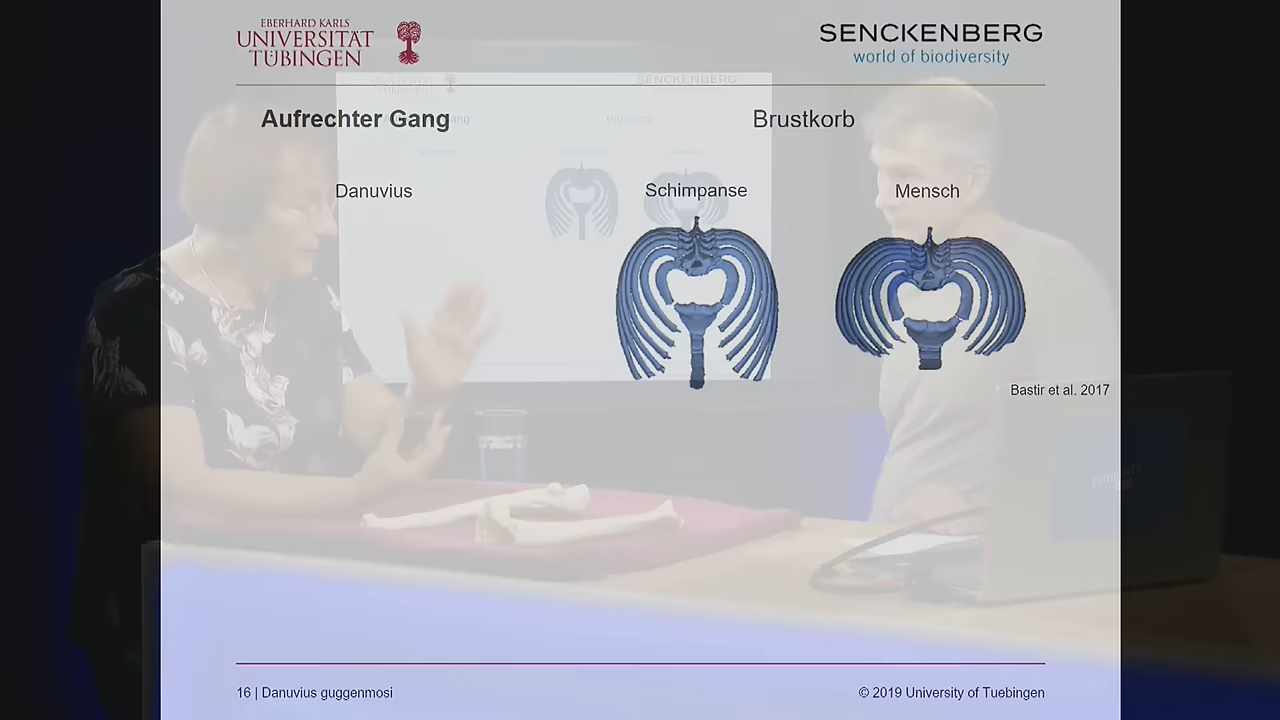 EBERHARD KARLS
UNIVERSITÄT
TÜBINGEN
SENCKENBERG
world of biodiversity
Aufrechter Gang
Brustkorb
Danuvius
Schimpanse
Mensch
Bastir et al. 2017
16 | Danuvius guggenmosi
© 2019 University of Tuebingen
SENCKENBERG